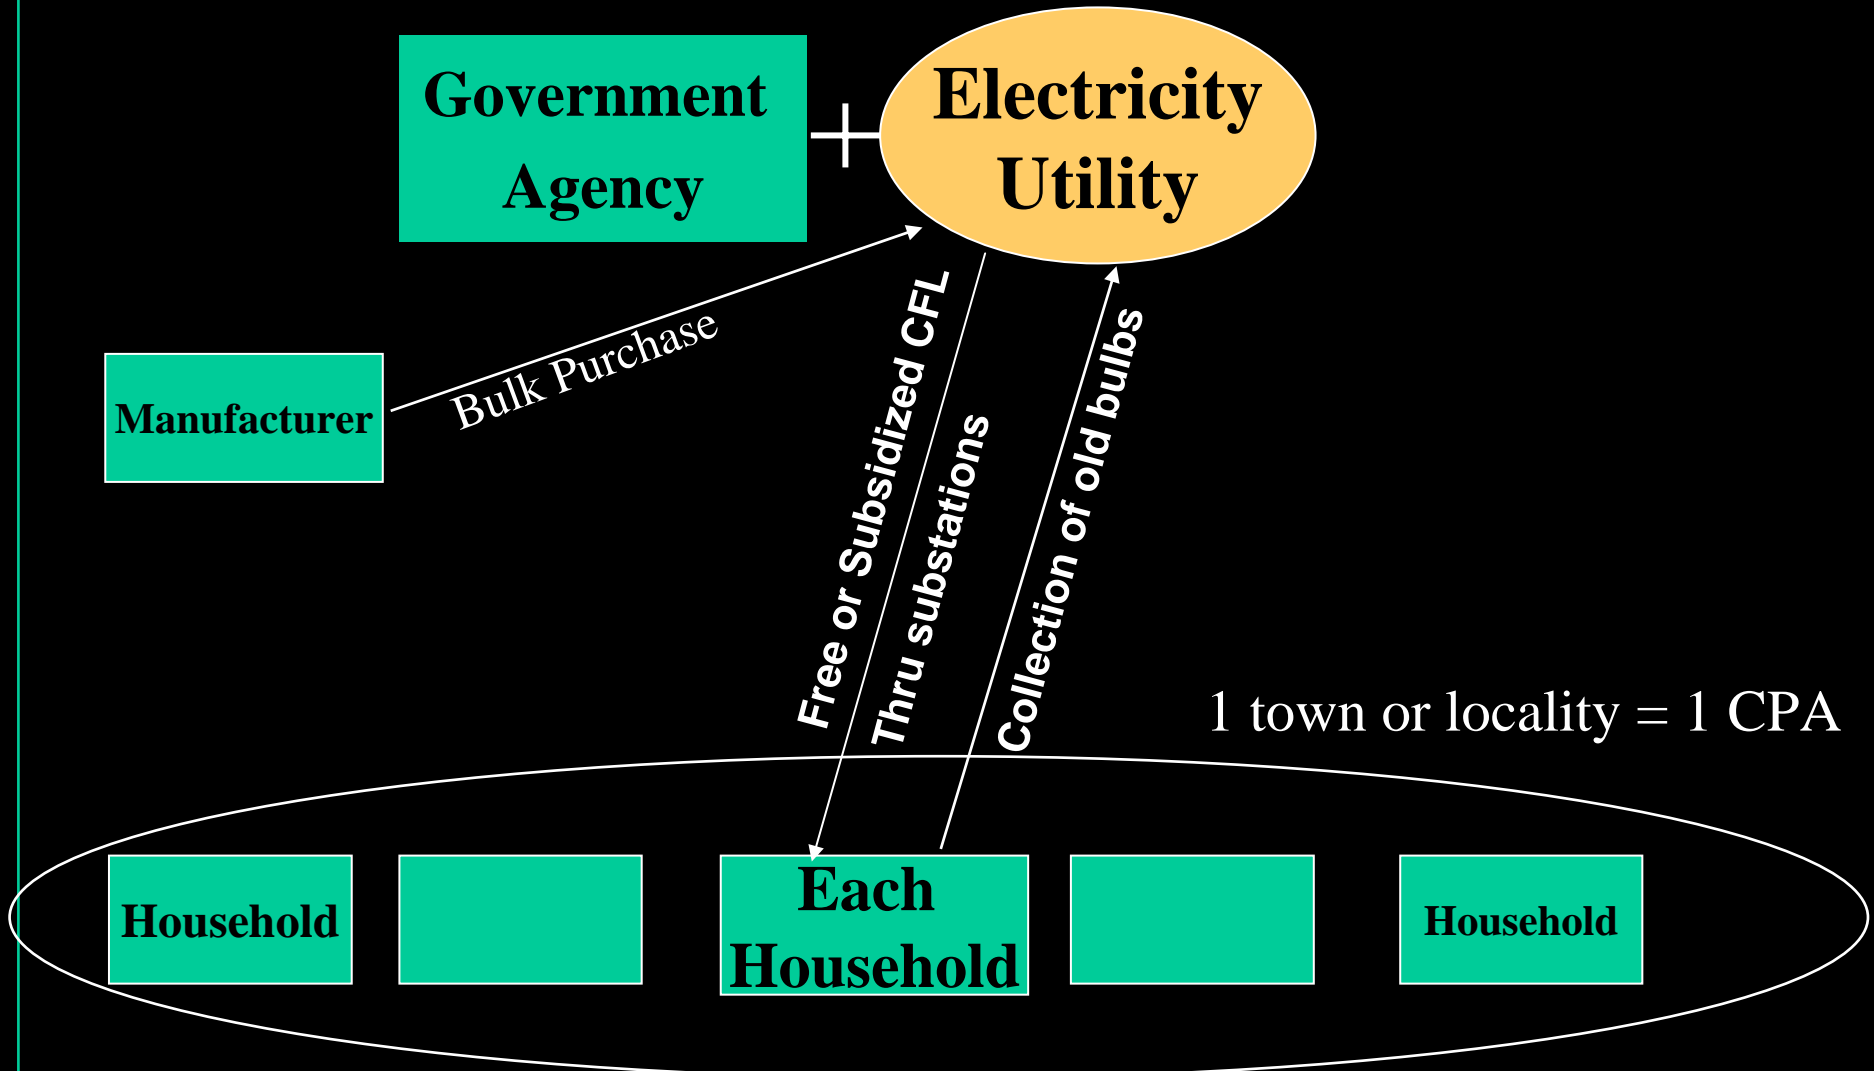 Government
Agency
Electricity
Utility
Manufacturer
Bulk Purchase
Free or Subsidized CFL
Thru substations
Collection of old bulbs
1 town or locality = 1 CPA
Household
Each
Household
Household